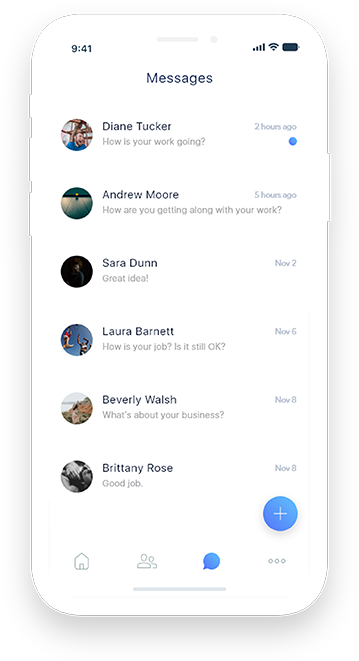 9:41
Messages
Diane Tucker 2 hours ago
How is your work going?
Andrew Moore 5 hours ago
How are you getting along with your work?
Sara Dunn Nov 2
Great idea!
Laura Barnett Nov 6
How is your job? Is it still OK?
Beverly Walsh Nov 8
What's about your business?
Brittany Rose Nov 8
Good job.